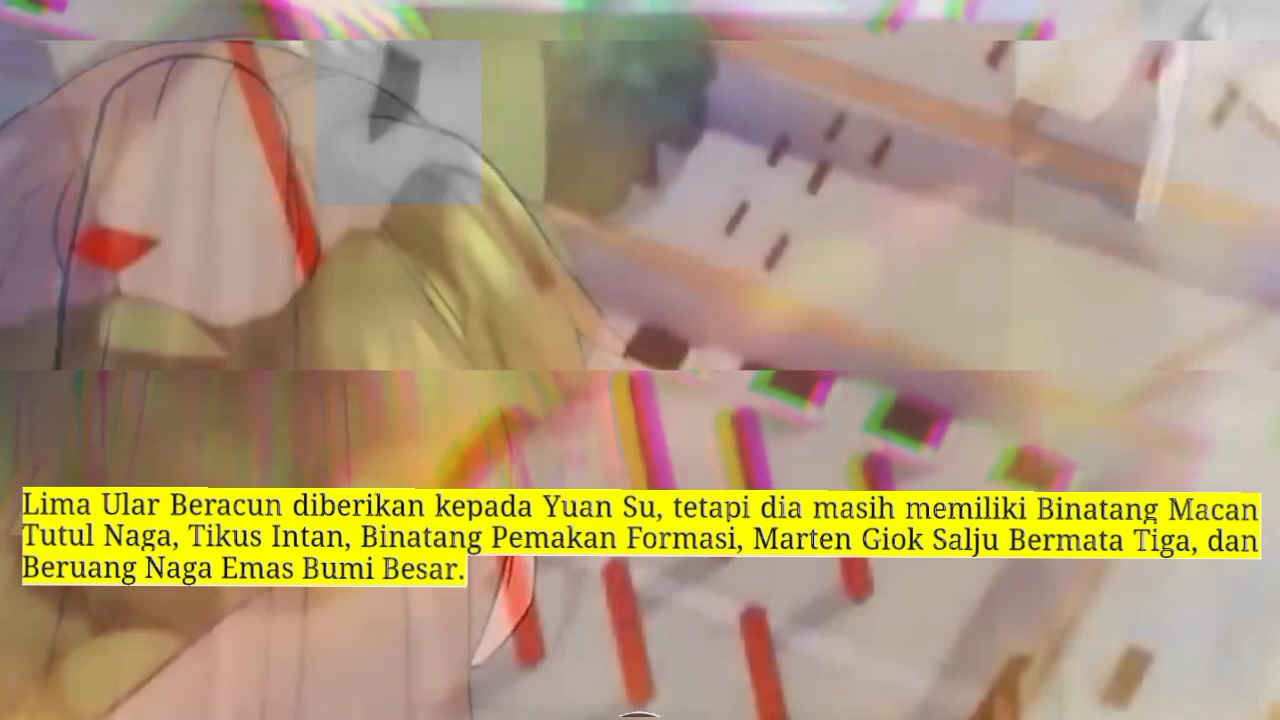 Lima Ular Beracun diberikan kepada Yuan Su, tetapi dia masih memiliki Binatang Macan
Tutul Naga, Tikus Intan, Binatang Pemakan Formasi, Marten Giok Salju Bermata Tiga, dan
Beruang Naga Emas Bumi Besar.